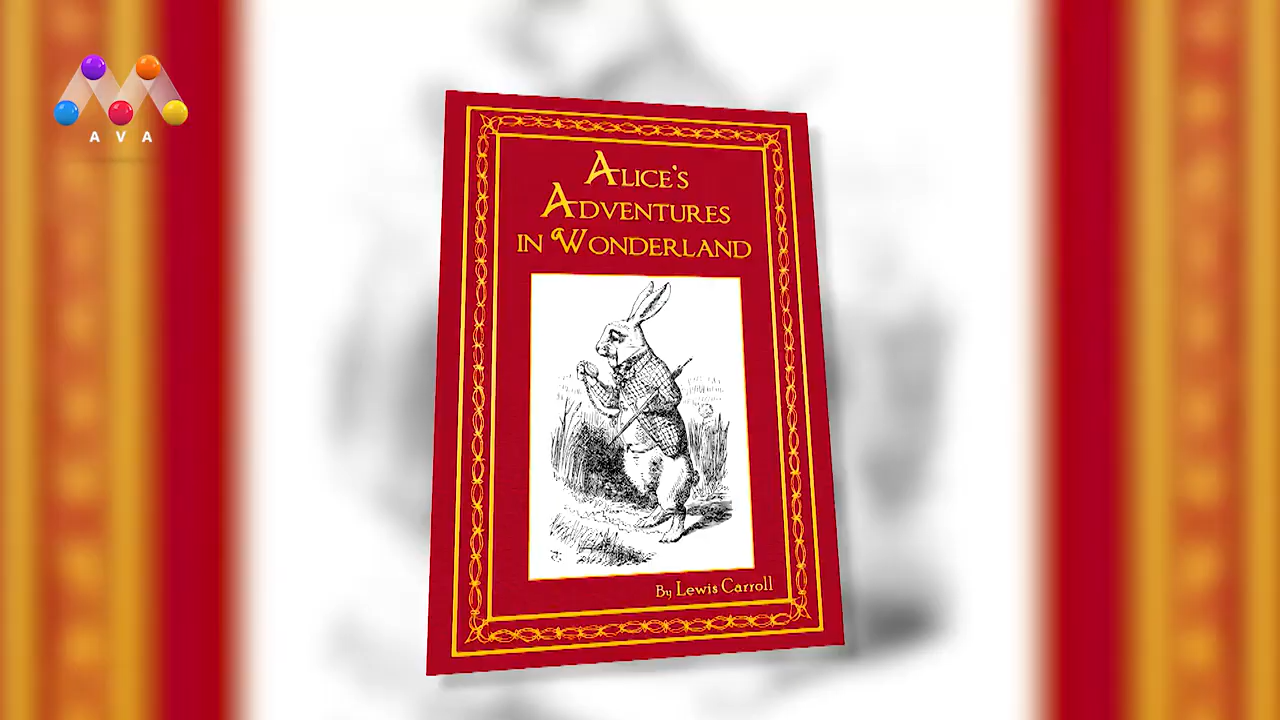 AVA
ALICE'S
ADVENTURES
IN WONDERLAND
By Lewis Carroll